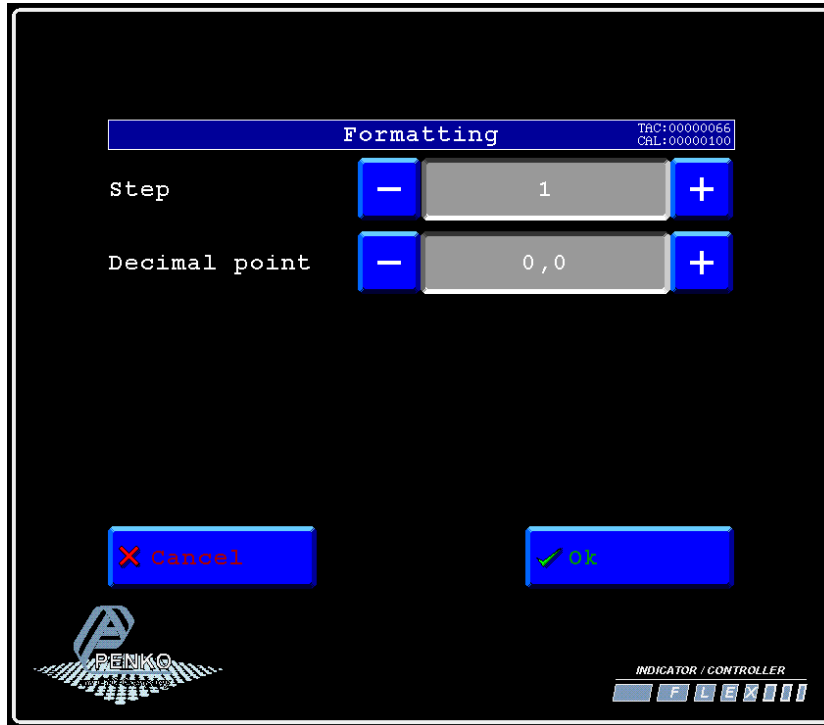 Formatting
TAC:00000066
CAL:00000100
Step
− 1 +
Decimal point
− 0,0 +
Cancel
Ok
PENKO
INDICATOR / CONTROLLER
FLEX